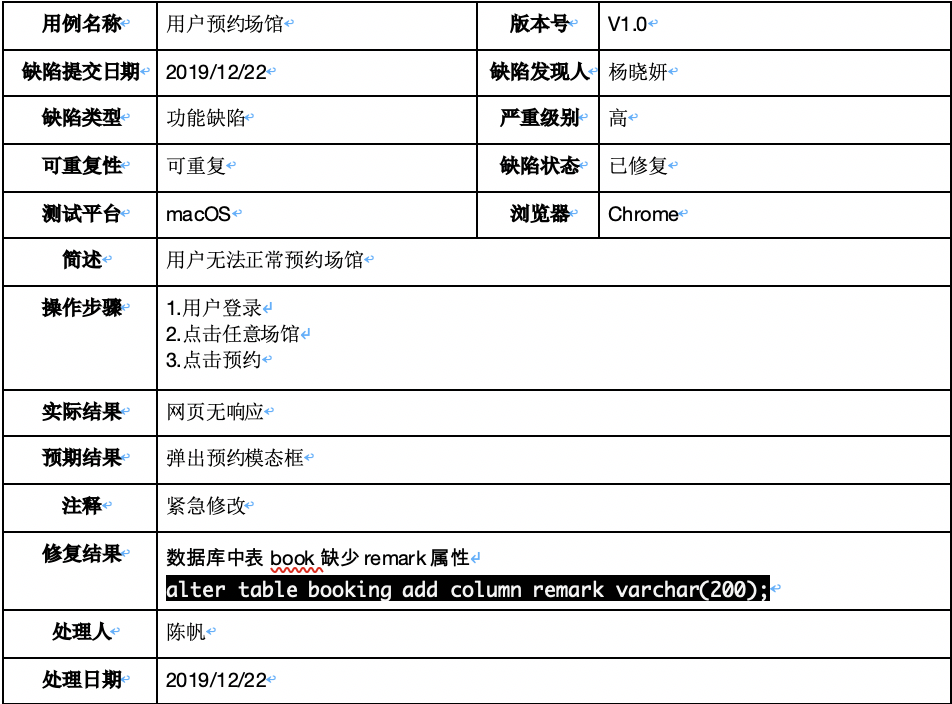 用例名称 用户预约场馆 版本号 V1.0
缺陷提交日期 2019/12/22 缺陷发现人 杨晓妍
缺陷类型 功能缺陷 严重级别 高
可重复性 可重复 缺陷状态 已修复
测试平台 macOS 浏览器 Chrome
简述 用户无法正常预约场馆
操作步骤 1.用户登录
2.点击任意场馆
3.点击预约
实际结果 网页无响应
预期结果 弹出预约模态框
注释 紧急修改
修复结果 数据库中表 book 缺少 remark 属性
alter table booking add column remark varchar(200);
处理人 陈帆
处理日期 2019/12/22